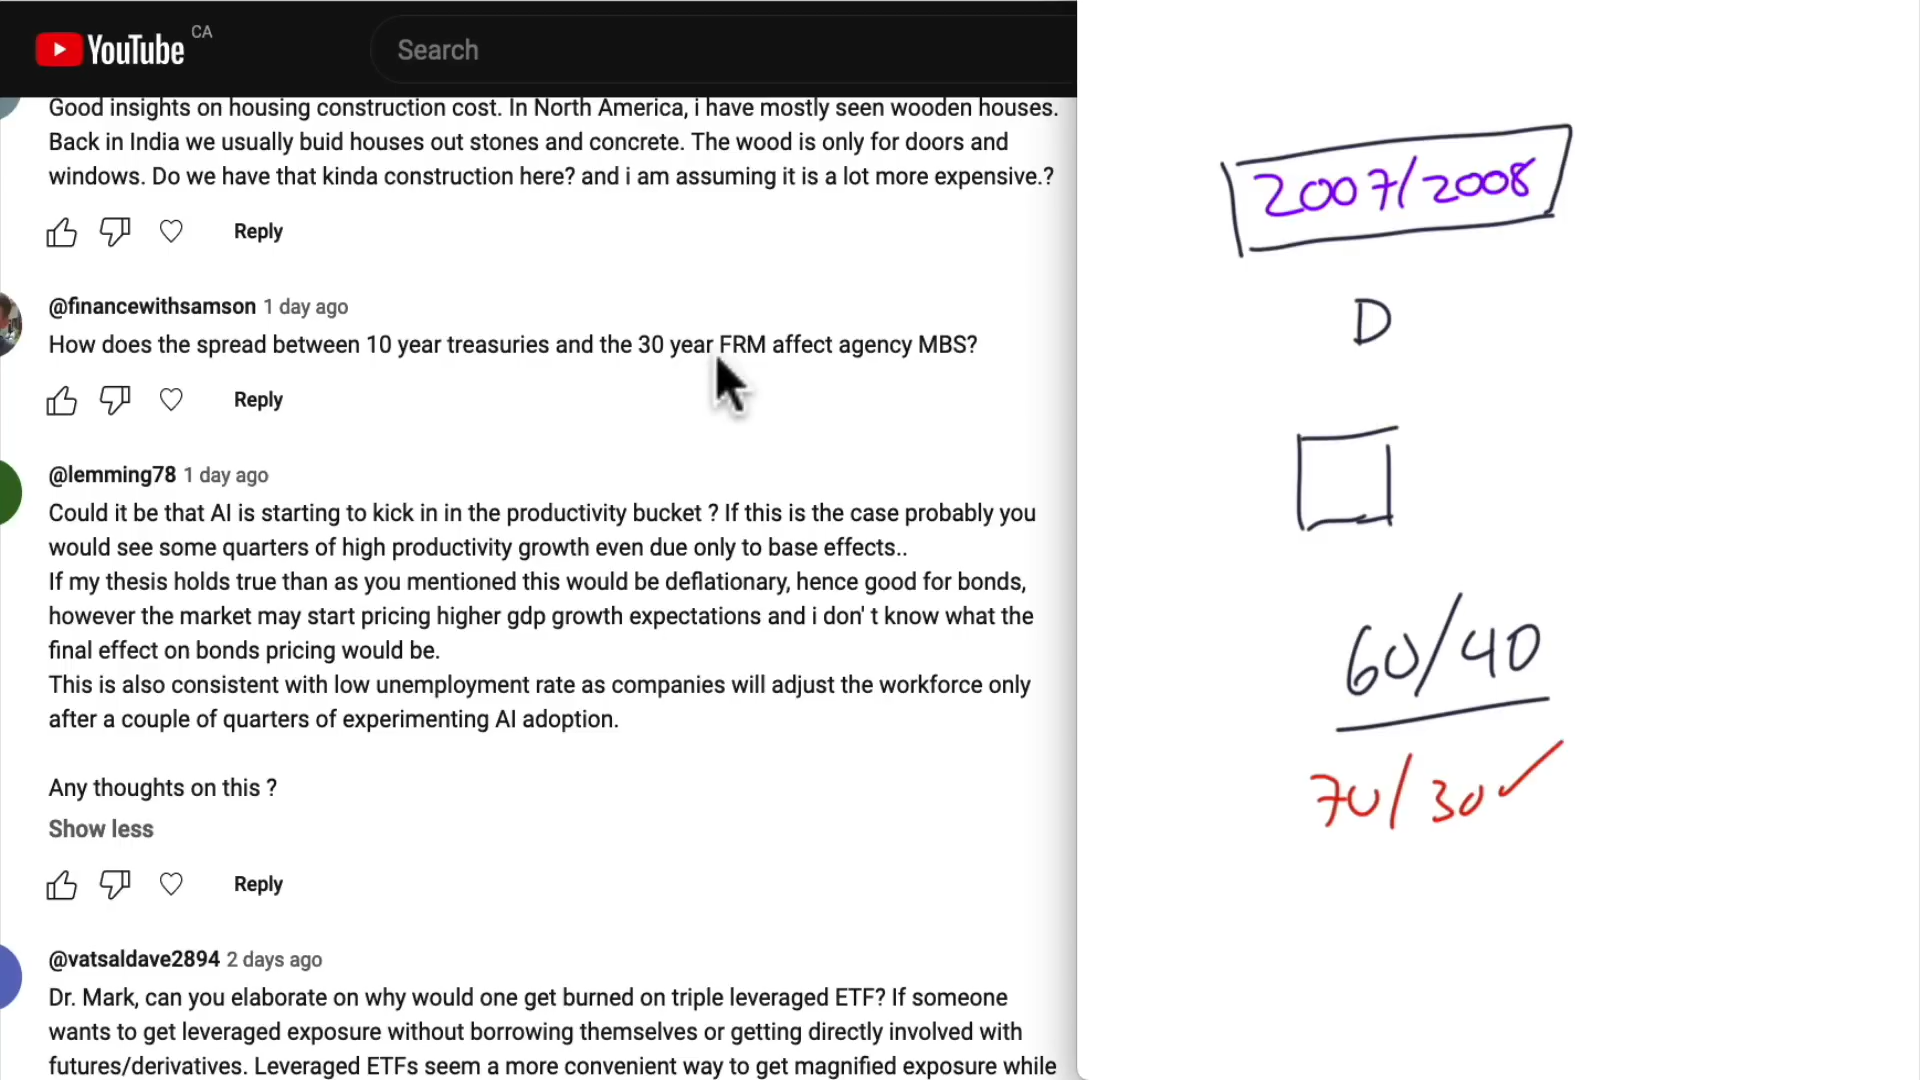 YouTube CA
Search
Good insights on housing construction cost. In North America, i have mostly seen wooden houses.
Back in India we usually buid houses out stones and concrete. The wood is only for doors and
windows. Do we have that kinda construction here? and i am assuming it is a lot more expensive.?
Reply
@financewithsamson 1 day ago
How does the spread between 10 year treasuries and the 30 year FRM affect agency MBS?
Reply
@lemming78 1 day ago
Could it be that AI is starting to kick in in the productivity bucket ? If this is the case probably you
would see some quarters of high productivity growth even due only to base effects..
If my thesis holds true than as you mentioned this would be deflationary, hence good for bonds,
however the market may start pricing higher gdp growth expectations and i don' t know what the
final effect on bonds pricing would be.
This is also consistent with low unemployment rate as companies will adjust the workforce only
after a couple of quarters of experimenting AI adoption.
Any thoughts on this ?
Show less
Reply
@vatsaldave2894 2 days ago
Dr. Mark, can you elaborate on why would one get burned on triple leveraged ETF? If someone
wants to get leveraged exposure without borrowing themselves or getting directly involved with
futures/derivatives. Leveraged ETFs seem a more convenient way to get magnified exposure while
2007/2008
D
60/40
70/30